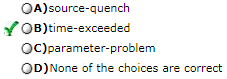 A)source-quench
B)time-exceeded
C)parameter-problem
D)None of the choices are correct